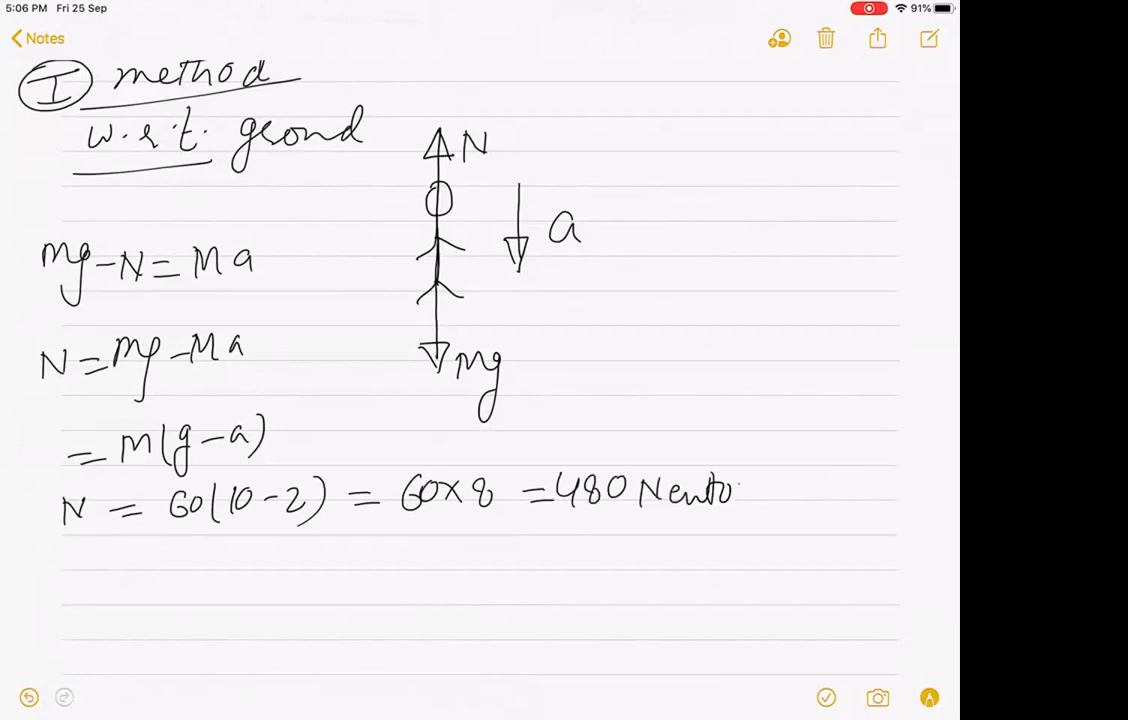 5:06 PM Fri 25 Sep
91%
Notes
I method
w.r.t. grond
N
a
mg-N=Ma
N=mg-Ma
Mg
=M(g-a)
N = 60(10-2) = 60x8 =480 Newto